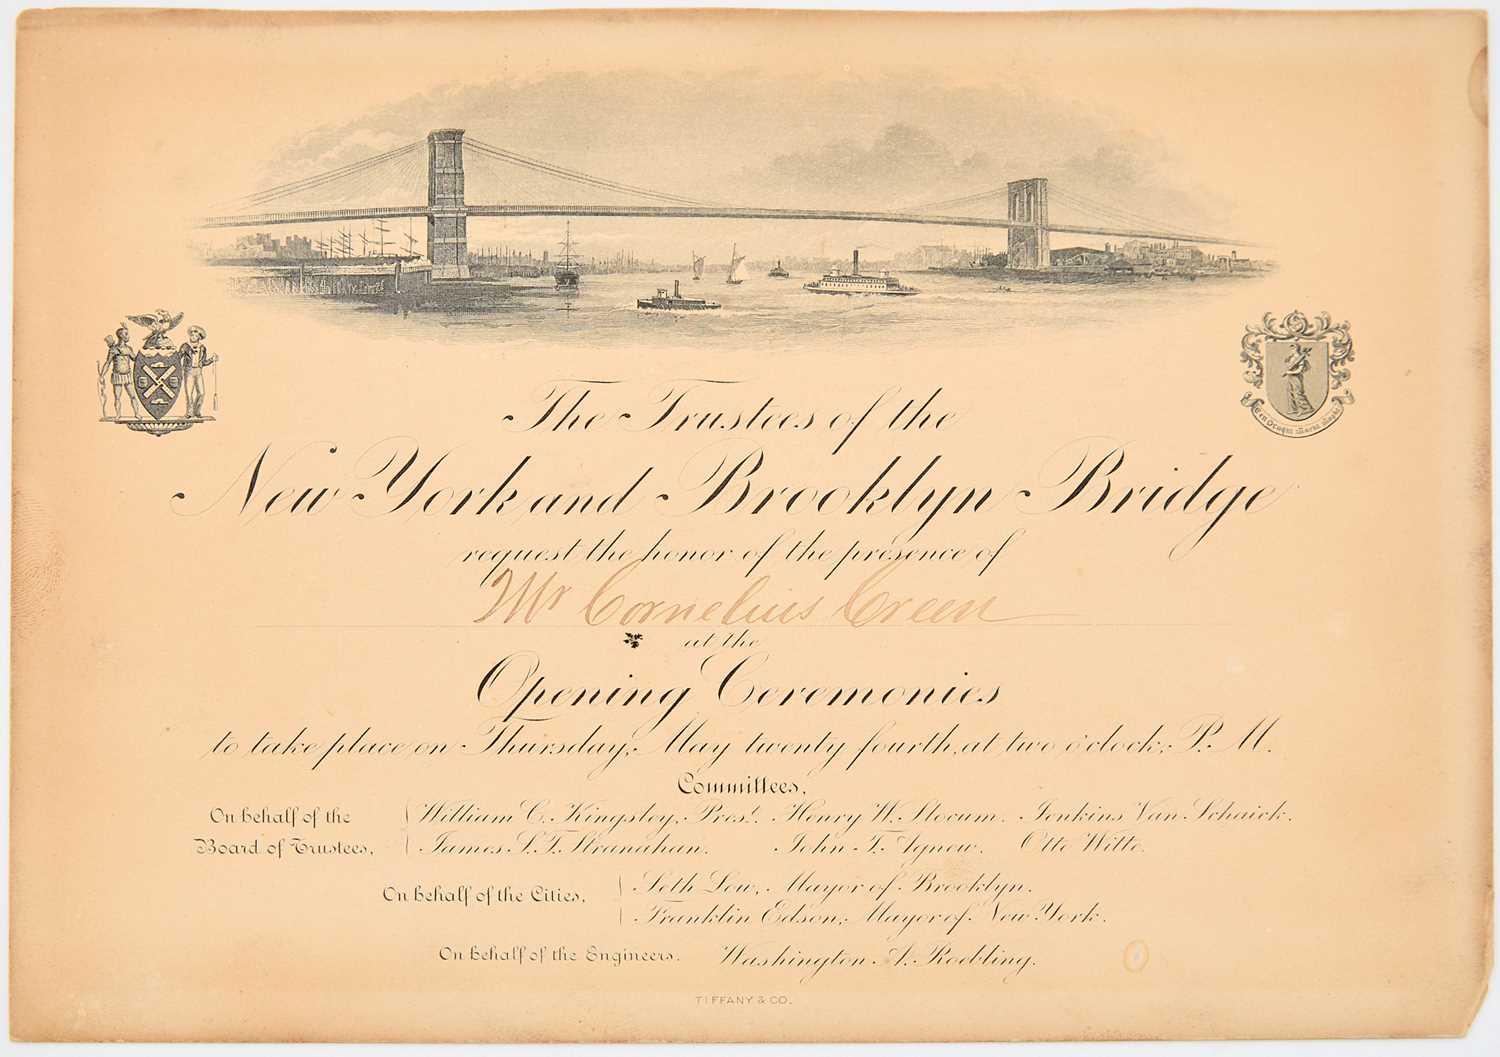 The Trustees of the
New York and Brooklyn Bridge
request the honor of the presence of
Mr Cornelius Creen
at the
Opening Ceremonies
to take place on Thursday, May twenty fourth, at two o'clock, P. M.
Committees,
On behalf of the Board of Trustees, William C. Kingsley, Prest. Henry W. Slocum. Jenkins Van Schaick.
James S. T. Stranahan. John T. Agnew. Otto Witte.
On behalf of the Cities, Seth Low, Mayor of Brooklyn.
Franklin Edson, Mayor of New York.
On behalf of the Engineers. Washington A. Roebling.
TIFFANY & CO.